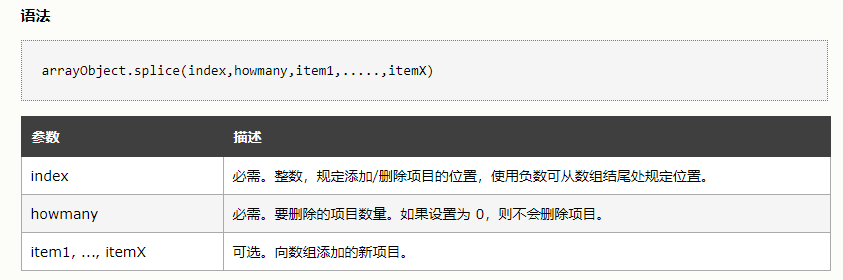 语法
arrayObject.splice(index,howmany,item1,.....,itemX)
参数 描述
index 必需。整数，规定添加/删除项目的位置，使用负数可从数组结尾处规定位置。
howmany 必需。要删除的项目数量。如果设置为 0，则不会删除项目。
item1, ..., itemX 可选。向数组添加的新项目。